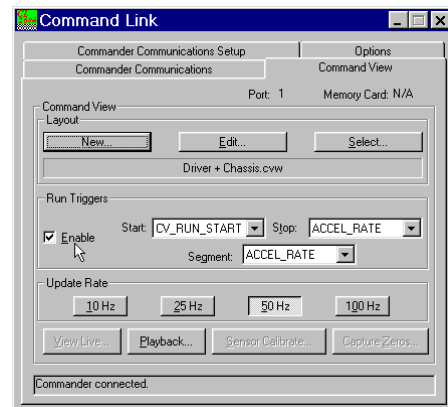 Command Link
Commander Communications Setup Options
Commander Communications Command View
Port: 1 Memory Card: N/A
Command View
Layout
New... Edit... Select...
Driver + Chassis.cvw
Run Triggers
Enable Start: CV_RUN_START Stop: ACCEL_RATE
Segment: ACCEL_RATE
Update Rate
10 Hz 25 Hz 50 Hz 100 Hz
View Live... Playback... Sensor Calibrate... Capture Zeros...
Commander connected.